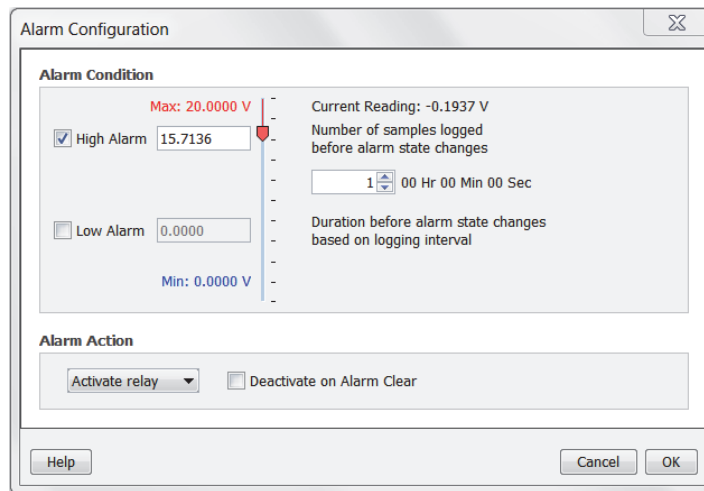 Alarm Configuration
Alarm Condition
Max: 20.0000 V
Current Reading: -0.1937 V
High Alarm 15.7136
Number of samples logged
before alarm state changes
1 00 Hr 00 Min 00 Sec
Low Alarm 0.0000
Duration before alarm state changes
based on logging interval
Min: 0.0000 V
Alarm Action
Activate relay
Deactivate on Alarm Clear
Help
Cancel
OK